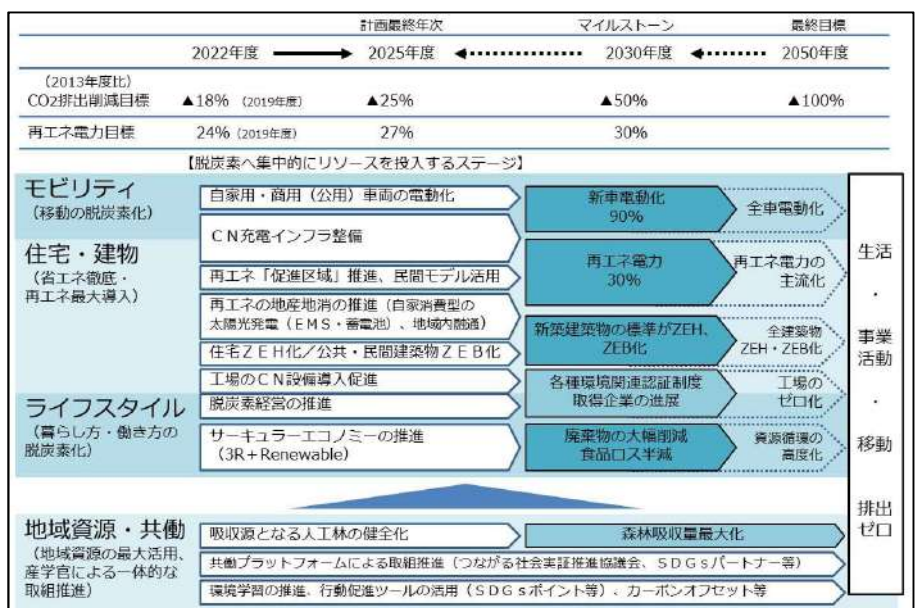 計画最終年次 マイルストーン 最終目標
2022年度 2025年度 2030年度 2050年度
(2013年度比)
CO2排出削減目標 ▲18% (2019年度) ▲25% ▲50% ▲100%
再エネ電力目標 24% (2019年度) 27% 30%
【脱炭素へ集中的にリソースを投入するステージ】
モビリティ
(移動の脱炭素化)
自家用・商用（公用）車両の電動化
新車電動化
90%
全車電動化
ＣＮ充電インフラ整備
住宅・建物
(省エネ徹底・
再エネ最大導入)
再エネ「促進区域」推進、民間モデル活用
再エネ電力
30%
再エネ電力の
主流化
再エネの地産地消の推進（自家消費型の
太陽光発電（ＥＭＳ・蓄電池）、地域内融通）
住宅ＺＥＨ化／公共・民間建築物ＺＥＢ化
新築建築物の標準がZEH、
ZEB化
全建築物
ZEH・ZEB化
工場のＣＮ設備導入促進
各種環境関連認証制度
取得企業の進展
工場の
ゼロ化
ライフスタイル
(暮らし方・働き方の
脱炭素化)
脱炭素経営の推進
サーキュラーエコノミーの推進
（3R＋Renewable）
廃棄物の大幅削減
食品ロス半減
資源循環の
高度化
地域資源・共働
(地域資源の最大活用、
産学官による一体的な
取組推進)
吸収源となる人工林の健全化
森林吸収量最大化
共働プラットフォームによる取組推進（つながる社会実証推進協議会、ＳＤＧｓパートナー等）
環境学習の推進、行動促進ツールの活用（ＳＤＧｓポイント等）、カーボンオフセット等
生活
・
事業
活動
・
移動
排出
ゼロ